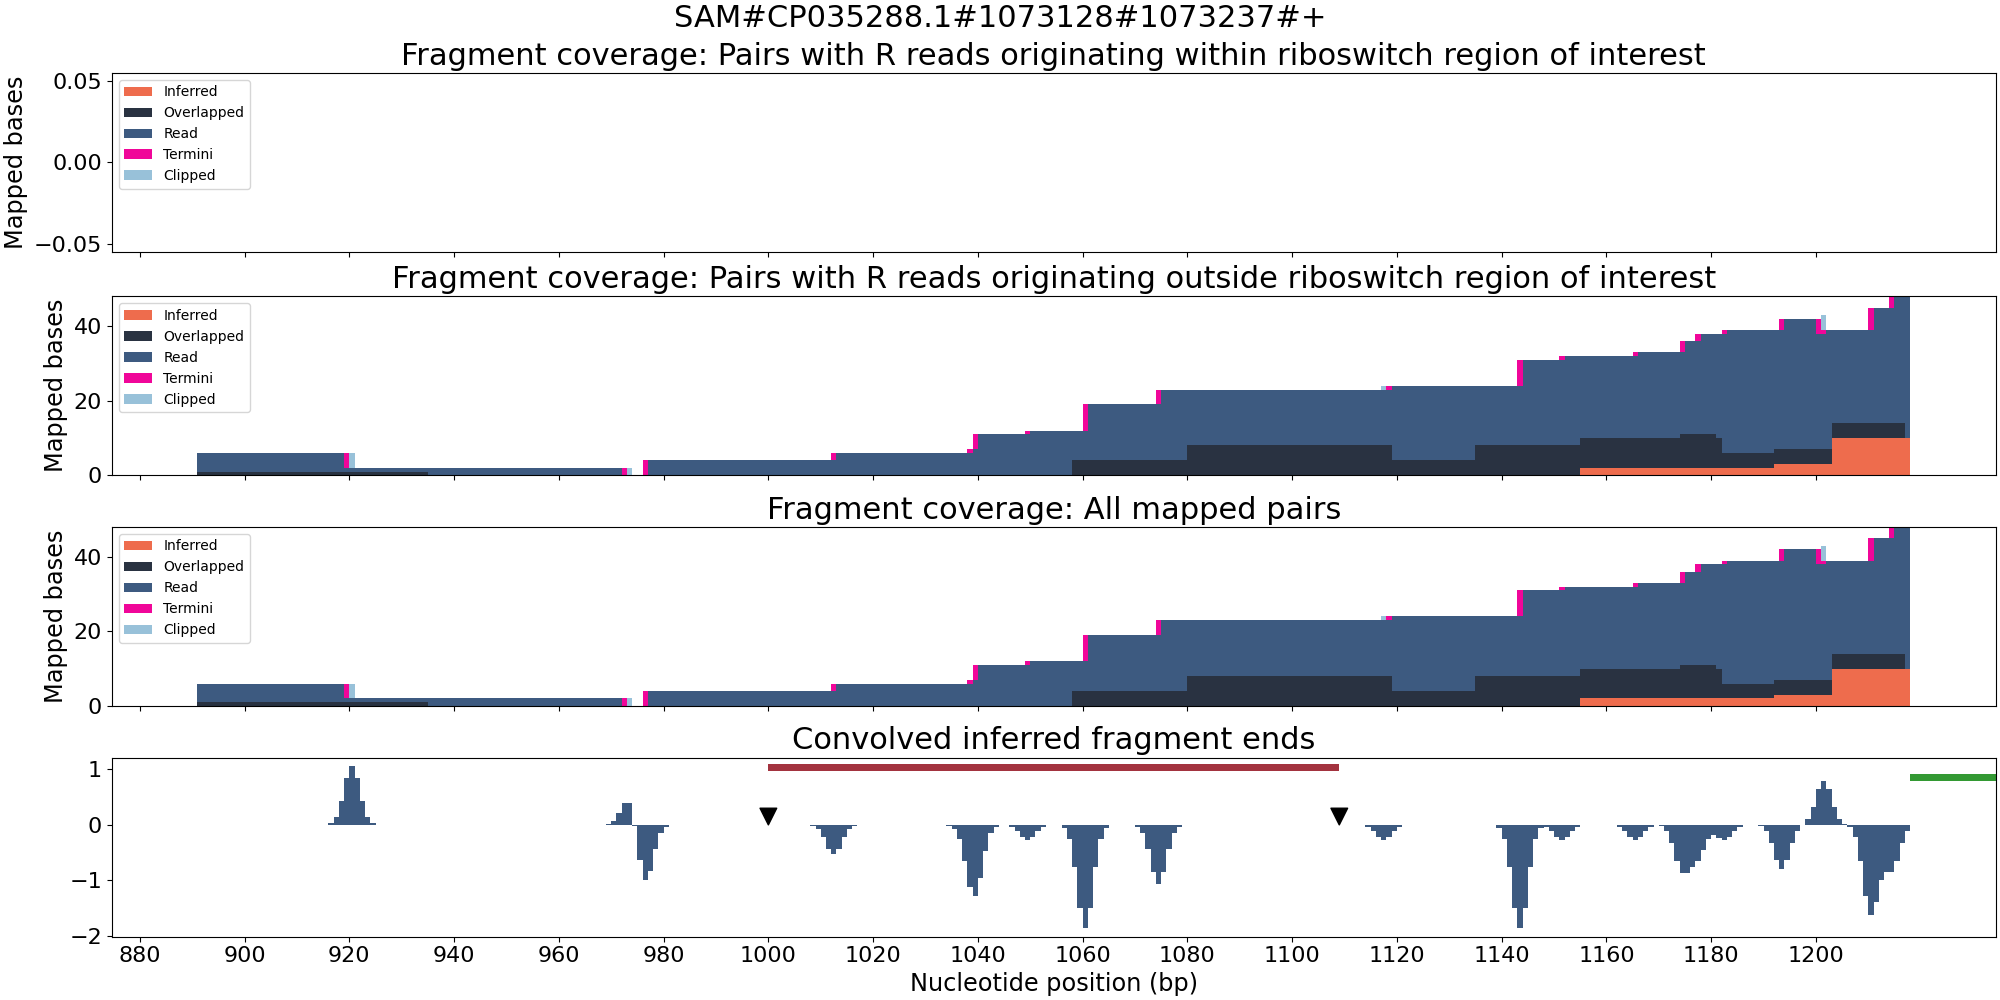 SAM#CP035288.1#1073128#1073237#+
Fragment coverage: Pairs with R reads originating within riboswitch region of interest
Mapped bases
0.05
0.00
−0.05
Inferred
Overlapped
Read
Termini
Clipped
Fragment coverage: Pairs with R reads originating outside riboswitch region of interest
Mapped bases
40
20
0
Inferred
Overlapped
Read
Termini
Clipped
Fragment coverage: All mapped pairs
Mapped bases
40
20
0
Inferred
Overlapped
Read
Termini
Clipped
Convolved inferred fragment ends
1
0
−1
−2
880 900 920 940 960 980 1000 1020 1040 1060 1080 1100 1120 1140 1160 1180 1200
Nucleotide position (bp)